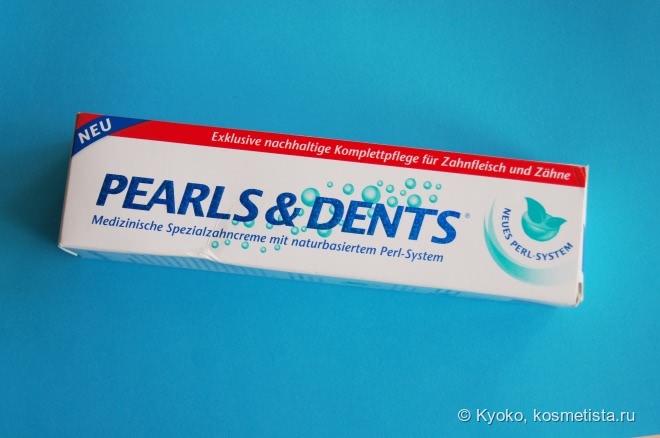 NEU
Exklusive nachhaltige Komplettpflege für Zahnfleisch und Zähne
PEARLS & DENTS®
Medizinische Spezialzahncreme mit naturbasiertem Perl-System
NEUES PERL-SYSTEM
© Kyoko, kosmetista.ru